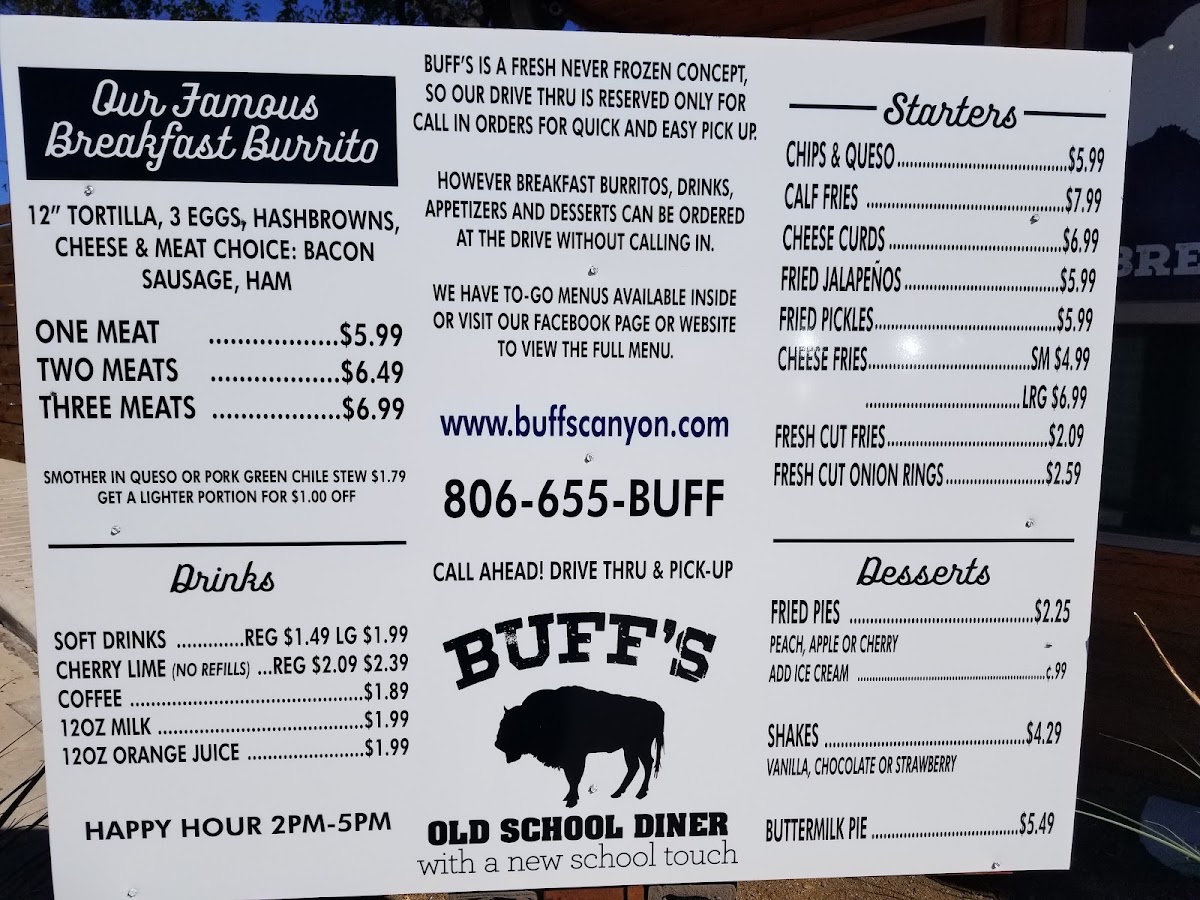 Our Famous
Breakfast Burrito
12” TORTILLA, 3 EGGS, HASHBROWNS,
CHEESE & MEAT CHOICE: BACON
SAUSAGE, HAM
ONE MEAT ....................$5.99
TWO MEATS ....................$6.49
THREE MEATS ....................$6.99
SMOTHER IN QUESO OR PORK GREEN CHILE STEW $1.79
GET A LIGHTER PORTION FOR $1.00 OFF
Drinks
SOFT DRINKS ............REG $1.49 LG $1.99
CHERRY LIME (NO REFILLS) ...REG $2.09 $2.39
COFFEE ........................................$1.89
12OZ MILK ....................................$1.99
12OZ ORANGE JUICE ....................$1.99
HAPPY HOUR 2PM-5PM
BUFF'S IS A FRESH NEVER FROZEN CONCEPT,
SO OUR DRIVE THRU IS RESERVED ONLY FOR
CALL IN ORDERS FOR QUICK AND EASY PICK UP.
HOWEVER BREAKFAST BURRITOS, DRINKS,
APPETIZERS AND DESSERTS CAN BE ORDERED
AT THE DRIVE WITHOUT CALLING IN.
WE HAVE TO-GO MENUS AVAILABLE INSIDE
OR VISIT OUR FACEBOOK PAGE OR WEBSITE
TO VIEW THE FULL MENU.
www.buffscanyon.com
806-655-BUFF
CALL AHEAD! DRIVE THRU & PICK-UP
BUFF'S
OLD SCHOOL DINER
with a new school touch
Starters
CHIPS & QUESO..............................$5.99
CALF FRIES ..................................$7.99
CHEESE CURDS ..............................$6.99
FRIED JALAPEÑOS...........................$5.99
FRIED PICKLES................................$5.99
CHEESE FRIES............................SM $4.99
...........................LRG $6.99
FRESH CUT FRIES............................$2.09
FRESH CUT ONION RINGS......................$2.59
Desserts
FRIED PIES ..................................$2.25
PEACH, APPLE OR CHERRY
ADD ICE CREAM ..................................¢.99
SHAKES ........................................$4.29
VANILLA, CHOCOLATE OR STRAWBERRY
BUTTERMILK PIE ..............................$5.49
BRE